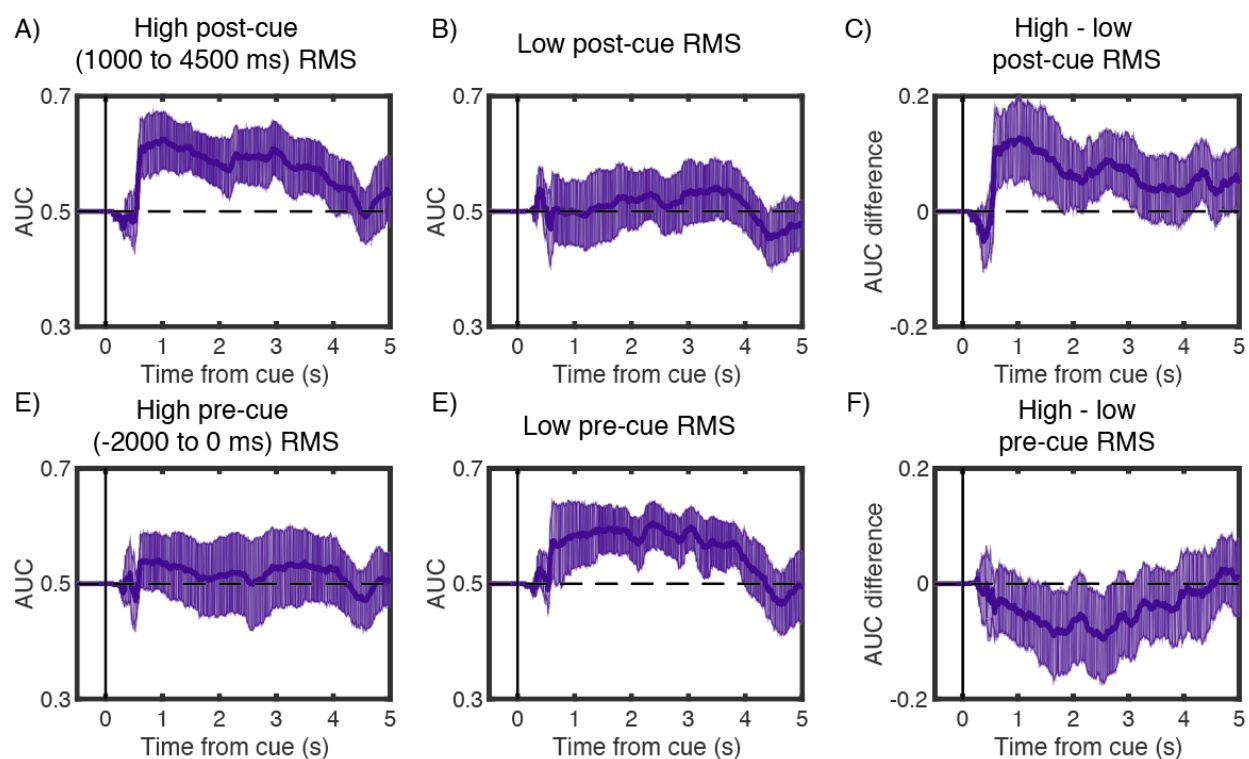 A)
High post-cue
(1000 to 4500 ms) RMS
B)
Low post-cue RMS
C)
High - low
post-cue RMS
0.7
0.5
0.3
AUC
0 1 2 3 4 5
Time from cue (s)
0.7
0.5
0.3
AUC
0 1 2 3 4 5
Time from cue (s)
0.2
0
-0.2
AUC difference
0 1 2 3 4 5
Time from cue (s)
E)
High pre-cue
(-2000 to 0 ms) RMS
E)
Low pre-cue RMS
F)
High - low
pre-cue RMS
0.7
0.5
0.3
AUC
0 1 2 3 4 5
Time from cue (s)
0.7
0.5
0.3
AUC
0 1 2 3 4 5
Time from cue (s)
0.2
0
-0.2
AUC difference
0 1 2 3 4 5
Time from cue (s)